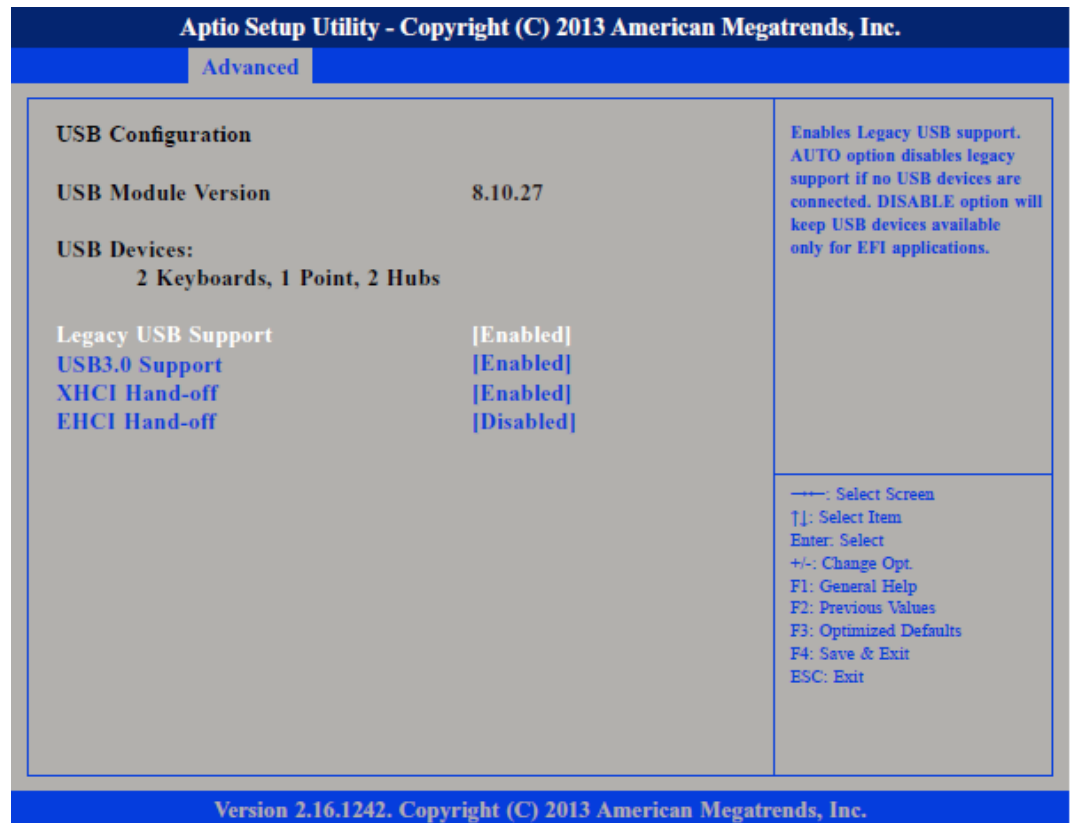 Aptio Setup Utility - Copyright (C) 2013 American Megatrends, Inc.
Advanced
USB Configuration
USB Module Version 8.10.27
USB Devices:
2 Keyboards, 1 Point, 2 Hubs
Legacy USB Support [Enabled]
USB3.0 Support [Enabled]
XHCI Hand-off [Enabled]
EHCI Hand-off [Disabled]
Enables Legacy USB support.
AUTO option disables legacy
support if no USB devices are
connected. DISABLE option will
keep USB devices available
only for EFI applications.
→←: Select Screen
↑↓: Select Item
Enter: Select
+/-: Change Opt.
F1: General Help
F2: Previous Values
F3: Optimized Defaults
F4: Save & Exit
ESC: Exit
Version 2.16.1242. Copyright (C) 2013 American Megatrends, Inc.